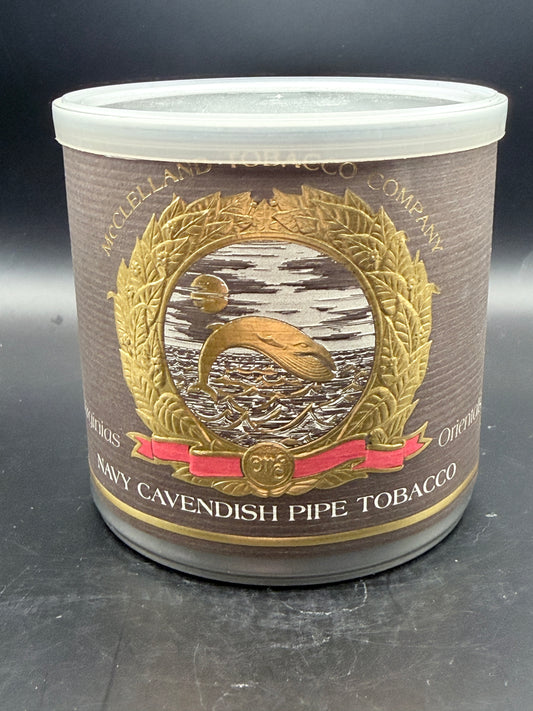 McCLELLAND TOBACCO COMPANY
Virginias
Orientals
NAVY CAVENDISH PIPE TOBACCO